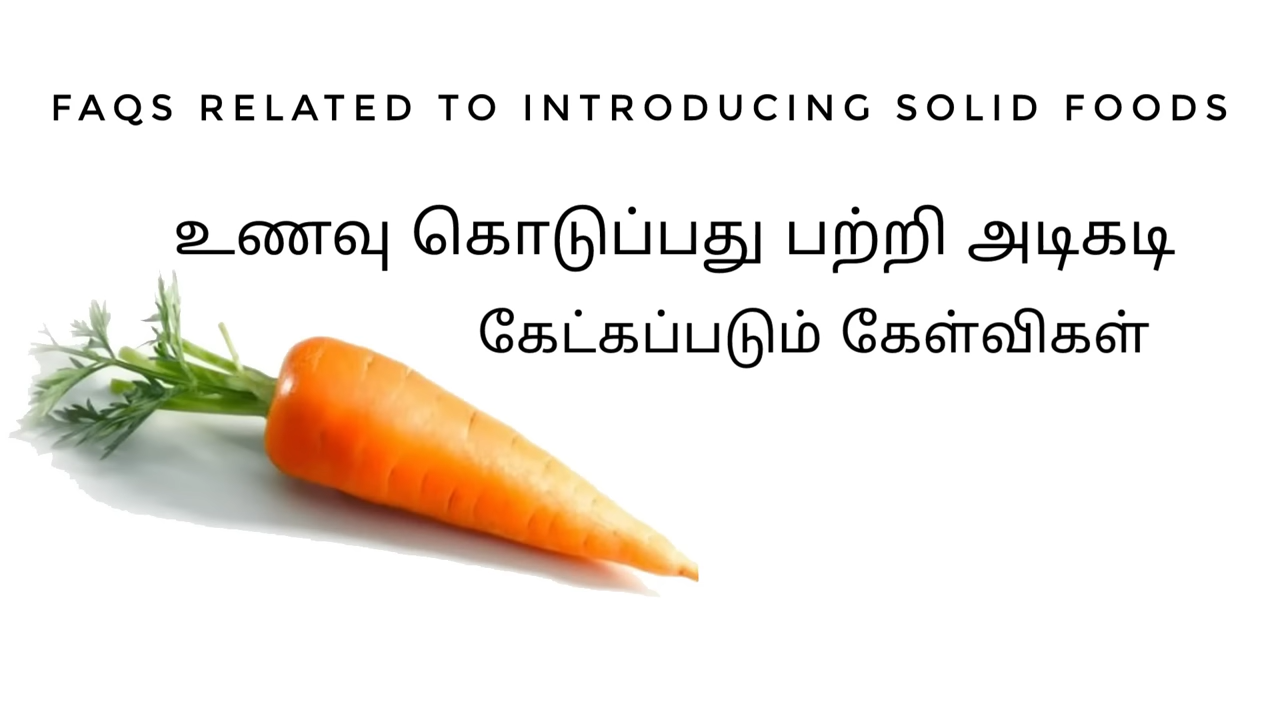 FAQS RELATED TO INTRODUCING SOLID FOODS
உணவு கொடுப்பது பற்றி அடிகடி
கேட்கப்படும் கேள்விகள்